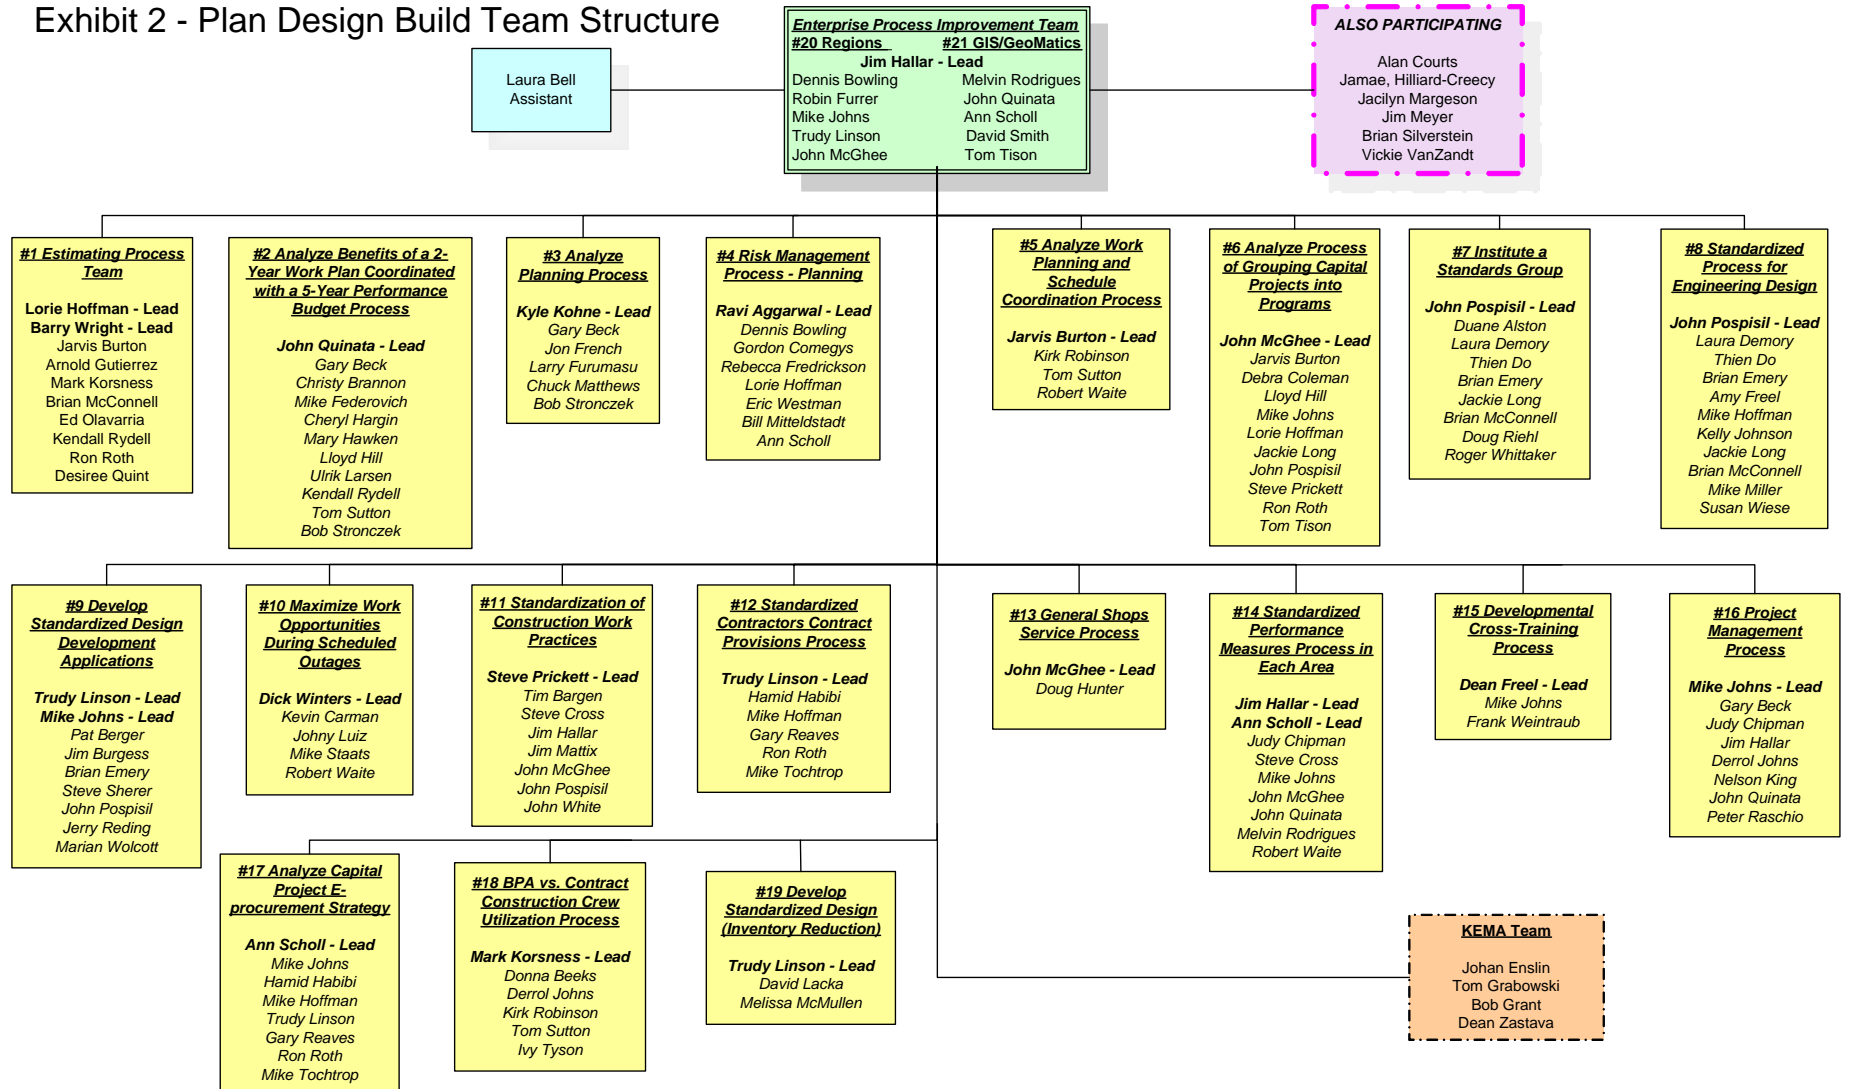 Exhibit 2 - Plan Design Build Team Structure
Laura Bell
Assistant
Enterprise Process Improvement Team
#20 Regions #21 GIS/GeoMatics
Jim Hallar - Lead
Dennis Bowling Melvin Rodrigues
Robin Furrer John Quinata
Mike Johns Ann Scholl
Trudy Linson David Smith
John McGhee Tom Tison
ALSO PARTICIPATING
Alan Courts
Jamae, Hilliard-Creecy
Jacilyn Margeson
Jim Meyer
Brian Silverstein
Vickie VanZandt
#1 Estimating Process
Team
Lorie Hoffman - Lead
Barry Wright - Lead
Jarvis Burton
Arnold Gutierrez
Mark Korsness
Brian McConnell
Ed Olavarria
Kendall Rydell
Ron Roth
Desiree Quint
#2 Analyze Benefits of a 2-
Year Work Plan Coordinated
with a 5-Year Performance
Budget Process
John Quinata - Lead
Gary Beck
Christy Brannon
Mike Federovich
Cheryl Hargin
Mary Hawken
Lloyd Hill
Ulrik Larsen
Kendall Rydell
Tom Sutton
Bob Stronczek
#3 Analyze
Planning Process
Kyle Kohne - Lead
Gary Beck
Jon French
Larry Furumasu
Chuck Matthews
Bob Stronczek
#4 Risk Management
Process - Planning
Ravi Aggarwal - Lead
Dennis Bowling
Gordon Comegys
Rebecca Fredrickson
Lorie Hoffman
Eric Westman
Bill Mitteldstadt
Ann Scholl
#5 Analyze Work
Planning and
Schedule
Coordination Process
Jarvis Burton - Lead
Kirk Robinson
Tom Sutton
Robert Waite
#6 Analyze Process
of Grouping Capital
Projects into
Programs
John McGhee - Lead
Jarvis Burton
Debra Coleman
Lloyd Hill
Mike Johns
Lorie Hoffman
Jackie Long
John Pospisil
Steve Prickett
Ron Roth
Tom Tison
#7 Institute a
Standards Group
John Pospisil - Lead
Duane Alston
Laura Demory
Thien Do
Brian Emery
Jackie Long
Brian McConnell
Doug Riehl
Roger Whittaker
#8 Standardized
Process for
Engineering Design
John Pospisil - Lead
Laura Demory
Thien Do
Brian Emery
Amy Freel
Mike Hoffman
Kelly Johnson
Jackie Long
Brian McConnell
Mike Miller
Susan Wiese
#9 Develop
Standardized Design
Development
Applications
Trudy Linson - Lead
Mike Johns - Lead
Pat Berger
Jim Burgess
Brian Emery
Steve Sherer
John Pospisil
Jerry Reding
Marian Wolcott
#10 Maximize Work
Opportunities
During Scheduled
Outages
Dick Winters - Lead
Kevin Carman
Johny Luiz
Mike Staats
Robert Waite
#11 Standardization of
Construction Work
Practices
Steve Prickett - Lead
Tim Bargen
Steve Cross
Jim Hallar
Jim Mattix
John McGhee
John Pospisil
John White
#12 Standardized
Contractors Contract
Provisions Process
Trudy Linson - Lead
Hamid Habibi
Mike Hoffman
Gary Reaves
Ron Roth
Mike Tochtrop
#13 General Shops
Service Process
John McGhee - Lead
Doug Hunter
#14 Standardized
Performance
Measures Process in
Each Area
Jim Hallar - Lead
Ann Scholl - Lead
Judy Chipman
Steve Cross
Mike Johns
John McGhee
John Quinata
Melvin Rodrigues
Robert Waite
#15 Developmental
Cross-Training
Process
Dean Freel - Lead
Mike Johns
Frank Weintraub
#16 Project
Management
Process
Mike Johns - Lead
Gary Beck
Judy Chipman
Jim Hallar
Derrol Johns
Nelson King
John Quinata
Peter Raschio
#17 Analyze Capital
Project E-
procurement Strategy
Ann Scholl - Lead
Mike Johns
Hamid Habibi
Mike Hoffman
Trudy Linson
Gary Reaves
Ron Roth
Mike Tochtrop
#18 BPA vs. Contract
Construction Crew
Utilization Process
Mark Korsness - Lead
Donna Beeks
Derrol Johns
Kirk Robinson
Tom Sutton
Ivy Tyson
#19 Develop
Standardized Design
(Inventory Reduction)
Trudy Linson - Lead
David Lacka
Melissa McMullen
KEMA Team
Johan Enslin
Tom Grabowski
Bob Grant
Dean Zastava